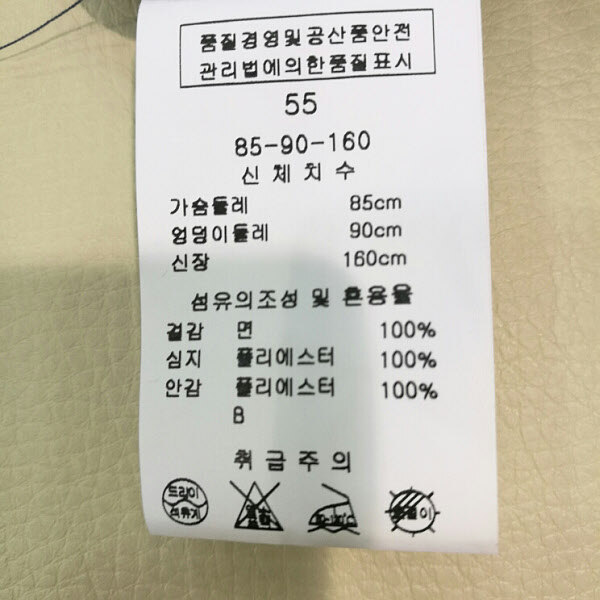 품질경영및공산품안전
관리법에의한품질표시
55
85-90-160
신체치수
가슴둘레 85cm
엉덩이둘레 90cm
신장 160cm
섬유의조성 및 혼용율
겉감 면 100%
심지 폴리에스터 100%
안감 폴리에스터 100%
B
취급주의
드라이
석유계